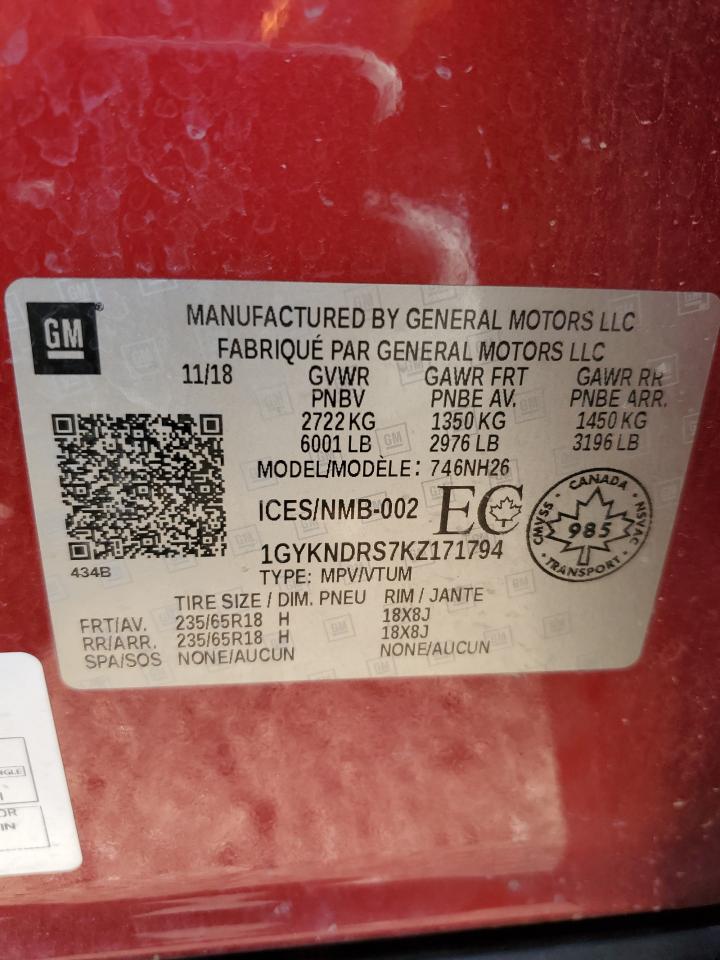 GM
MANUFACTURED BY GENERAL MOTORS LLC
FABRIQUÉ PAR GENERAL MOTORS LLC
11/18 GVWR GAWR FRT GAWR RR
PNBV PNBE AV. PNBE ARR.
2722 KG 1350 KG 1450 KG
6001 LB 2976 LB 3196 LB
MODEL/MODÈLE: 746NH26
ICES/NMB-002 EC
CANADA
CMVSS 985 NSVAC
TRANSPORT
1GYKNDRS7KZ171794
434B
TYPE: MPV/VTUM
TIRE SIZE / DIM. PNEU RIM / JANTE
FRT/AV. 235/65R18 H 18X8J
RR/ARR. 235/65R18 H 18X8J
SPA/SOS NONE/AUCUN NONE/AUCUN